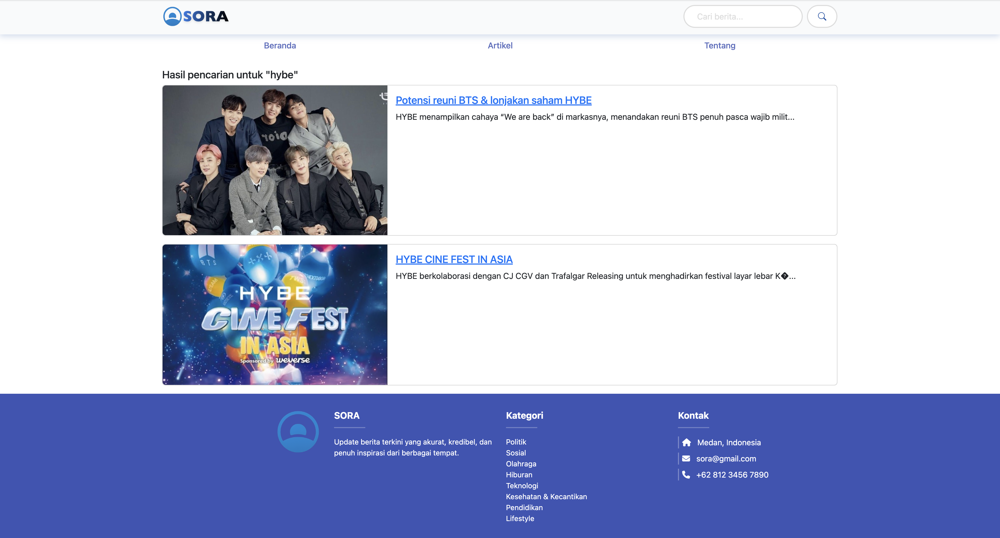 SORA
Cari berita...
Beranda
Artikel
Tentang
Hasil pencarian untuk "hybe"
Potensi reuni BTS & lonjakan saham HYBE
HYBE menampilkan cahaya “We are back” di markasnya, menandakan reuni BTS penuh pasca wajib milit...
Dior
BTS
&TEAM
TWS
BOYNEXTDOOR
KATSEYE
HYBE
CINE FEST
IN ASIA
Sponsored by weverse
HYBE CINE FEST IN ASIA
HYBE berkolaborasi dengan CJ CGV dan Trafalgar Releasing untuk menghadirkan festival layar lebar K�...
SORA
Update berita terkini yang akurat, kredibel, dan
penuh inspirasi dari berbagai tempat.
Kategori
Politik
Sosial
Olahraga
Hiburan
Teknologi
Kesehatan & Kecantikan
Pendidikan
Lifestyle
Kontak
Medan, Indonesia
sora@gmail.com
+62 812 3456 7890